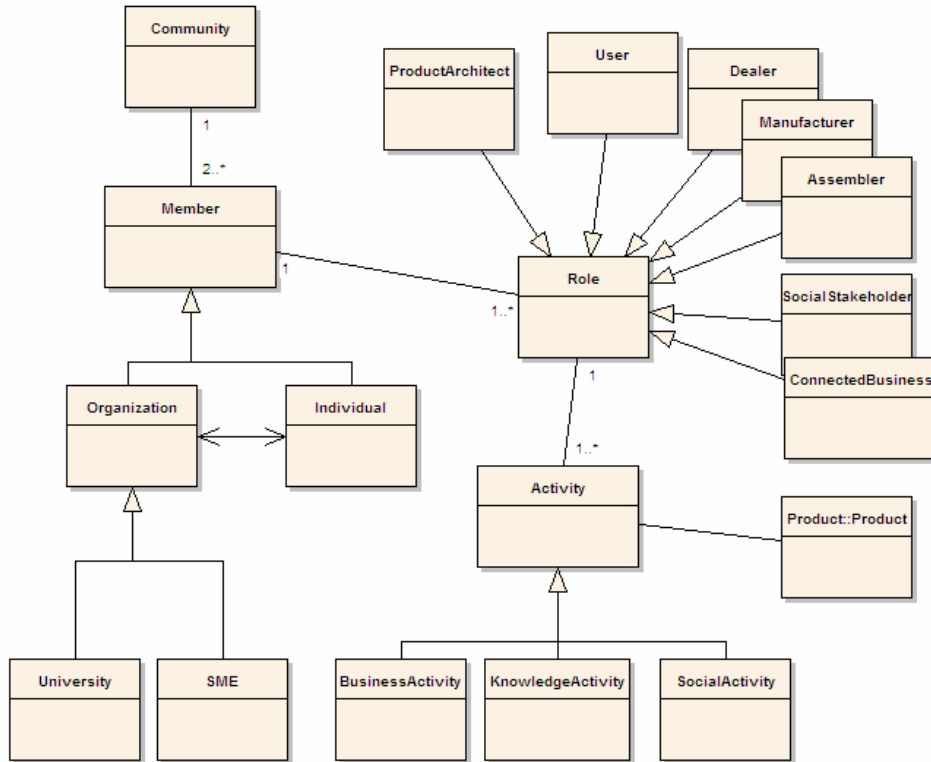 Community
ProductArchitect
User
Dealer
Manufacturer
Assembler
1
2..*
Member
1
Role
1..*
SocialStakeholder
ConnectedBusiness
1
Organization
Individual
1..*
Activity
Product::Product
University
SME
BusinessActivity
KnowledgeActivity
SocialActivity